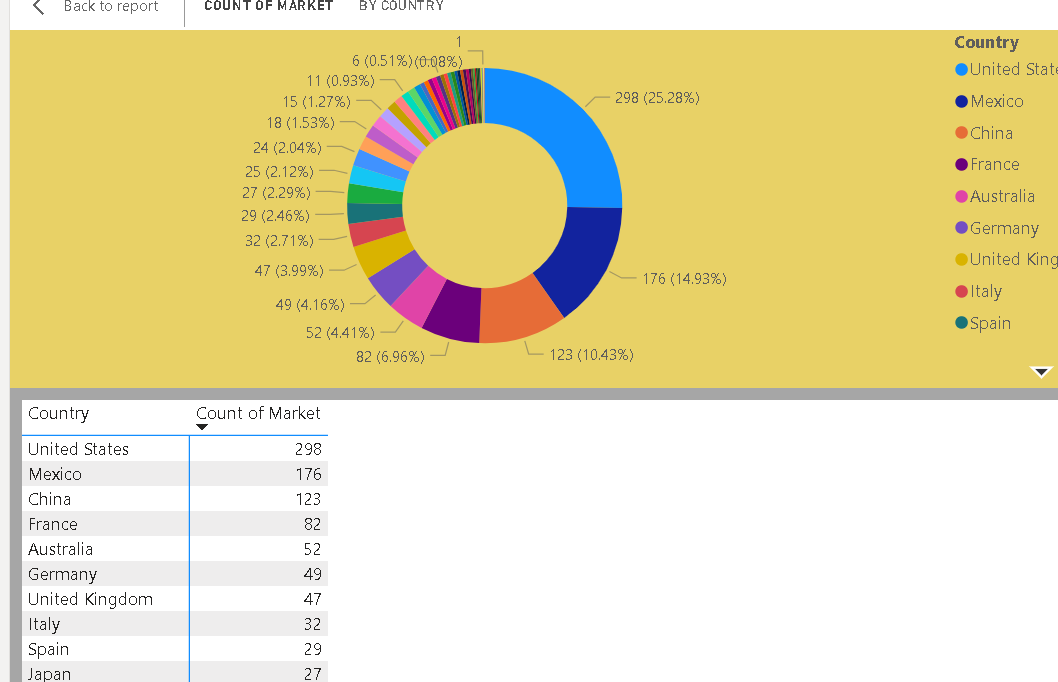 Back to report COUNT OF MARKET BY COUNTRY
1
6 (0.51%) (0.08%)
11 (0.93%)
15 (1.27%)
18 (1.53%)
24 (2.04%)
25 (2.12%)
27 (2.29%)
29 (2.46%)
32 (2.71%)
47 (3.99%)
49 (4.16%)
52 (4.41%)
82 (6.96%)
123 (10.43%)
176 (14.93%)
298 (25.28%)
Country
United State
Mexico
China
France
Australia
Germany
United King
Italy
Spain
Country Count of Market
United States 298
Mexico 176
China 123
France 82
Australia 52
Germany 49
United Kingdom 47
Italy 32
Spain 29
Japan 27